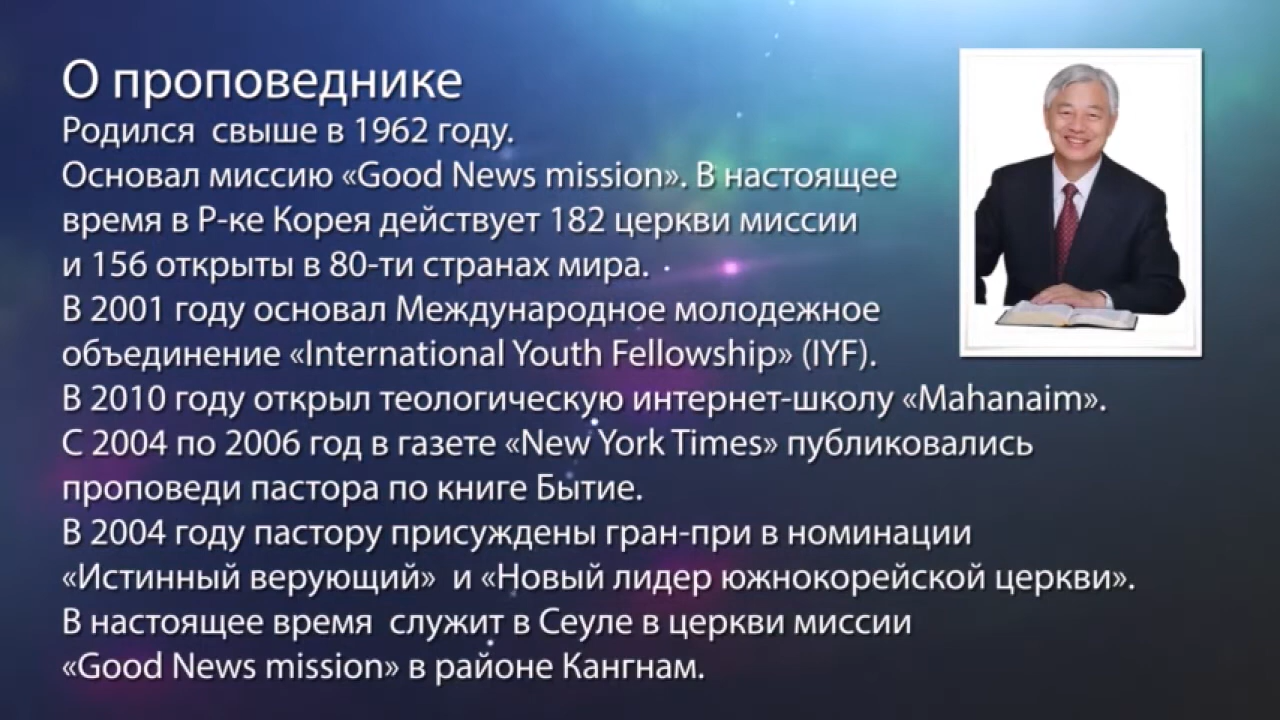 О проповеднике
Родился свыше в 1962 году.
Основал миссию «Good News mission». В настоящее
время в Р-ке Корея действует 182 церкви миссии
и 156 открыты в 80-ти странах мира.
В 2001 году основал Международное молодежное
объединение «International Youth Fellowship» (IYF).
В 2010 году открыл теологическую интернет-школу «Mahanaim».
С 2004 по 2006 год в газете «New York Times» публиковались
проповеди пастора по книге Бытие.
В 2004 году пастору присуждены гран-при в номинации
«Истинный верующий» и «Новый лидер южнокорейской церкви».
В настоящее время служит в Сеуле в церкви миссии
«Good News mission» в районе Кангнам.